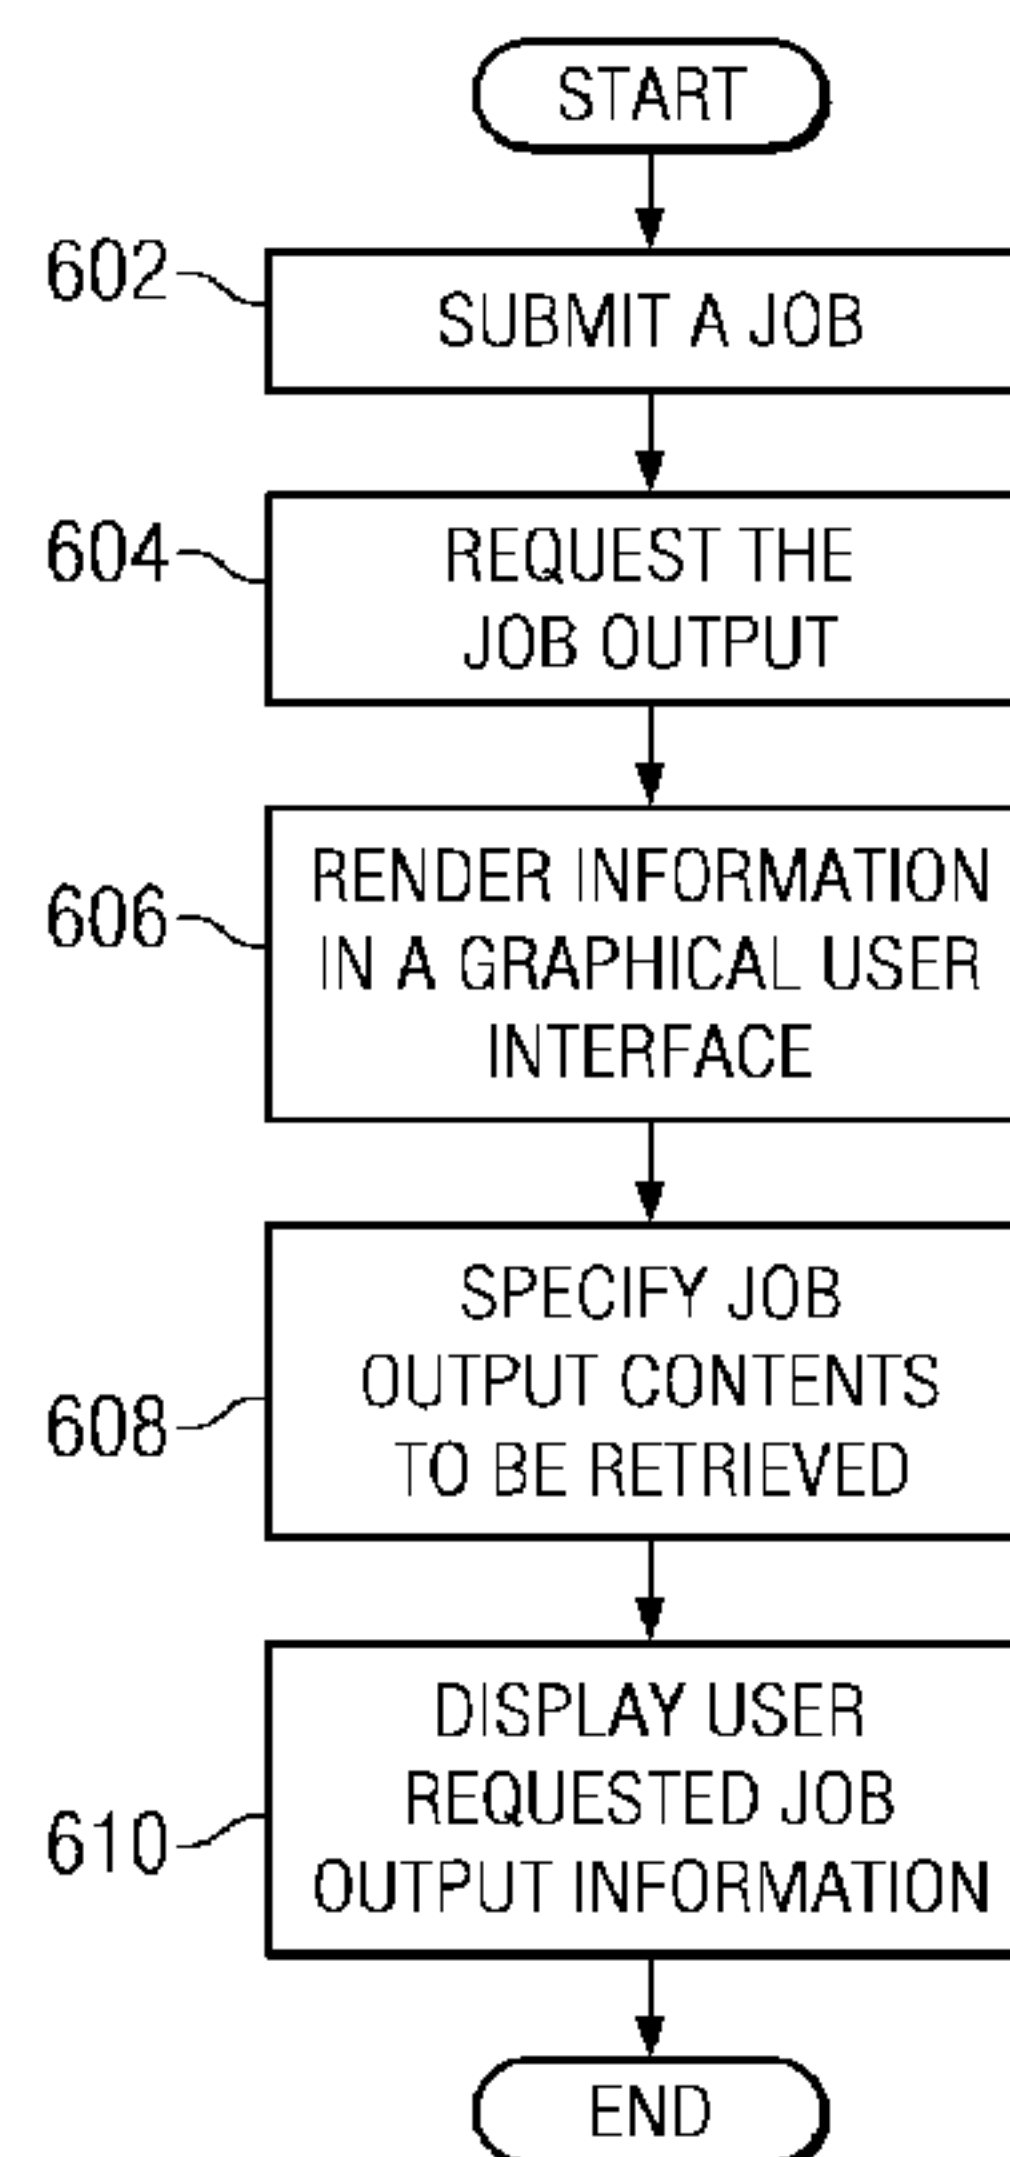 START
602
SUBMIT A JOB
604
REQUEST THE
JOB OUTPUT
606
RENDER INFORMATION
IN A GRAPHICAL USER
INTERFACE
608
SPECIFY JOB
OUTPUT CONTENTS
TO BE RETRIEVED
610
DISPLAY USER
REQUESTED JOB
OUTPUT INFORMATION
END